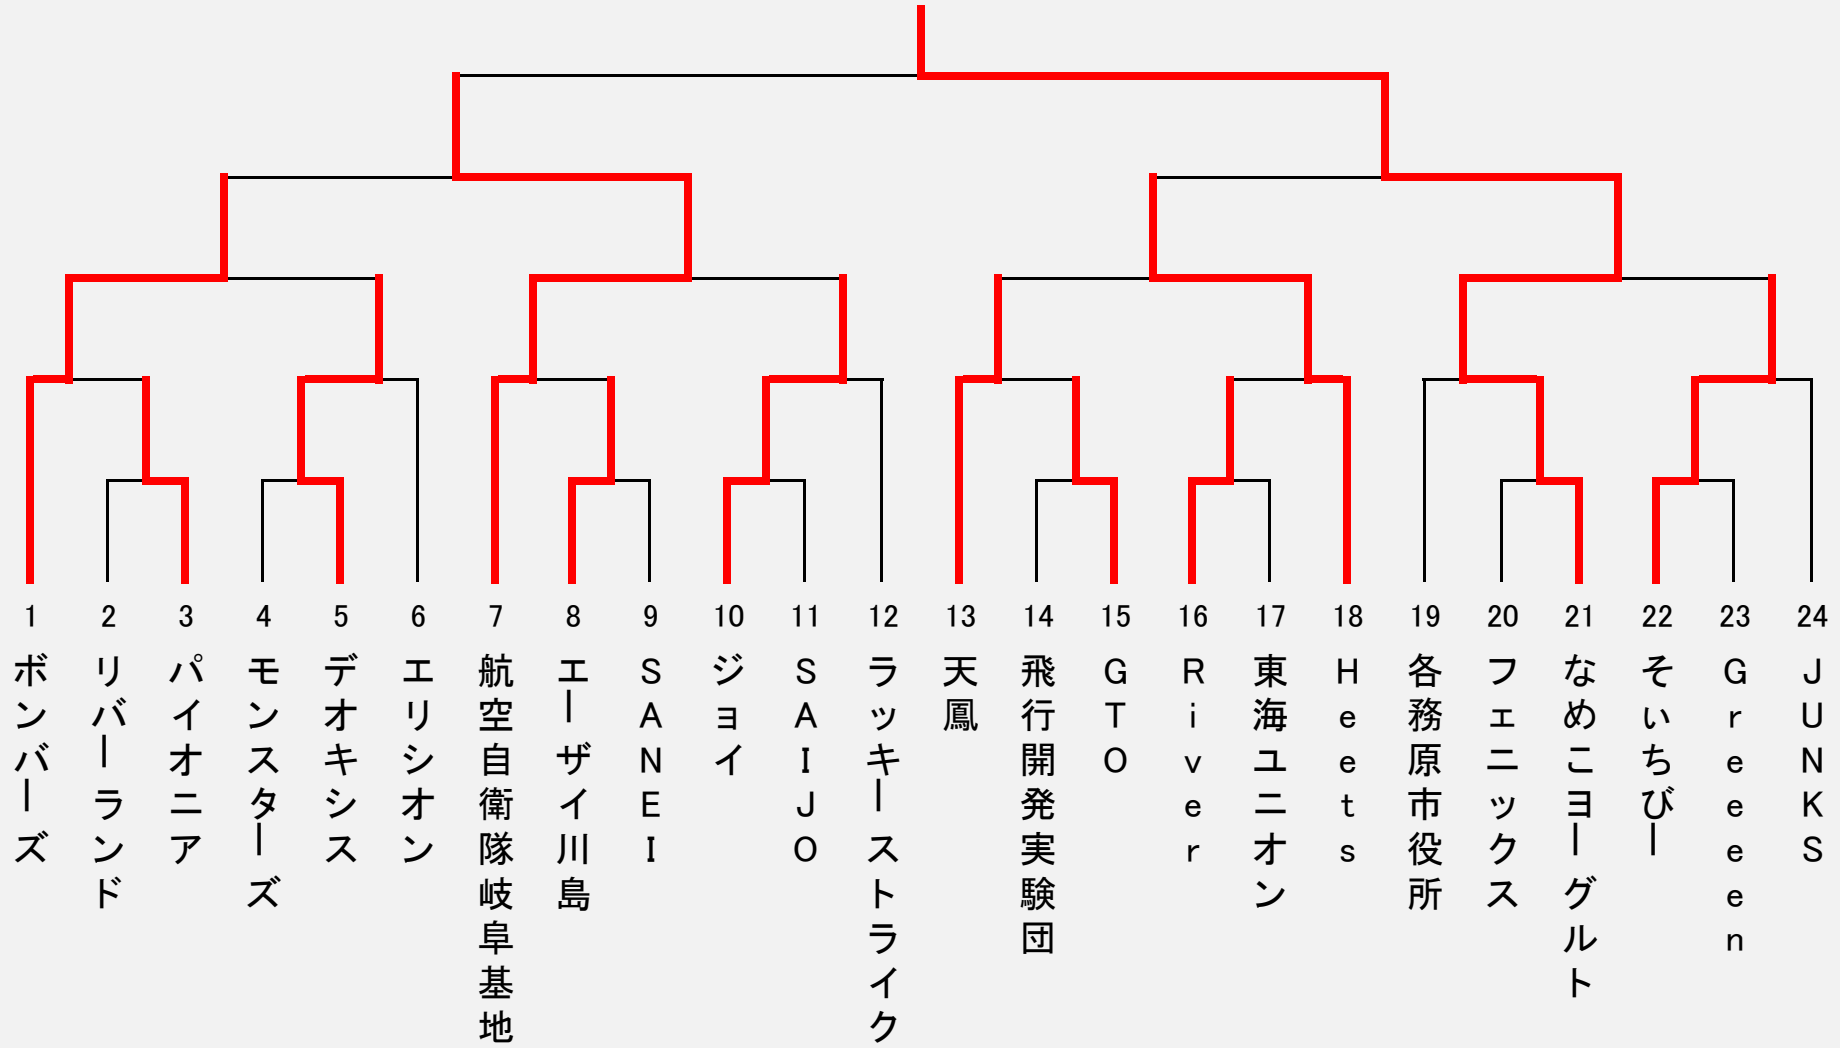 1 ボンバーズ
2 リバーランド
3 パイオニア
4 モンスターズ
5 デオキシス
6 エリシオン
7 航空自衛隊岐阜基地
8 エーザイ川島
9 SANEI
10 ジョイ
11 SAIJO
12 ラッキーストライク
13 天鳳
14 飛行開発実験団
15 GTO
16 River
17 東海ユニオン
18 Heets
19 各務原市役所
20 フェニックス
21 なめこヨーグルト
22 そぃちびー
23 Greeeen
24 JUNKS